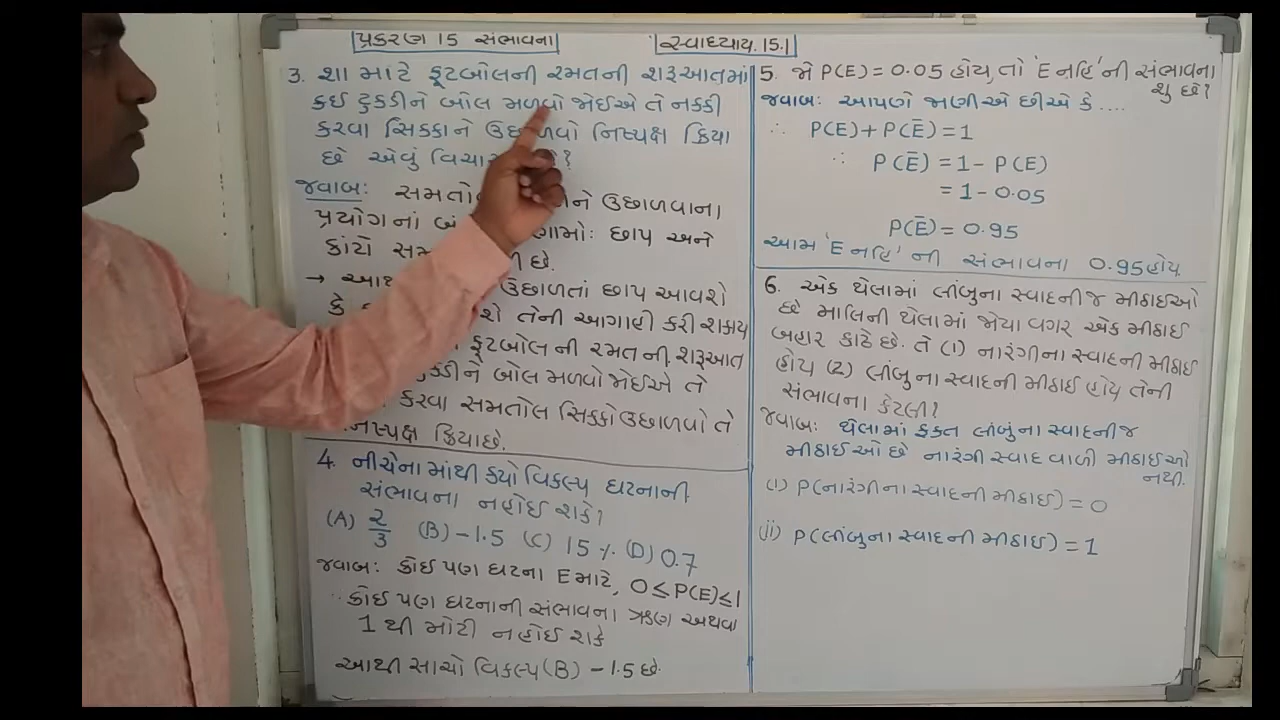 પ્રકરણ 15 સંભાવના
સ્વાધ્યાય.15.1
3. શા માટે ફૂટબોલની રમતની શરૂઆતમાં
કઈ ટુકડીને બોલ મળવો જોઈએ તે નક્કી
કરવા સિક્કાને ઉછાળવો નિષ્પક્ષ ક્રિયા
છે એવું
જવાબ: ઉછાળવાના
પ્રયોગનાં છાપ અને
કાંટો છે.
→ ઉછાળતાં છાપ આવશે
કે તેની આગાહી કરી શકાય
ફૂટબોલ ની રમત ની શરૂઆત
બોલ મળવો જોઈએ તે
કરવા સમતોલ સિક્કો ઉછાળવો તે
ક્રિયા છે.
4. નીચેના માંથી કયો વિકલ્પ ઘટનાની
સંભાવના ન હોઈ શકે?
(A) 2/3 (B) -1.5 (C) 15 % (D) 0.7
જવાબ: કોઈ પણ ઘટના E માટે, 0 ≤ P(E) ≤ 1
∴ કોઈ પણ ઘટનાની સંભાવના ઋણ અથવા
1 થી મોટી ન હોઈ શકે
આથી સાચો વિકલ્પ (B) -1.5 છે.
5. જો P(E) = 0.05 હોય, તો 'E નહિ' ની સંભાવના
શું છે?
જવાબ: આપણે જાણીએ છીએ કે ....
∴ P(E) + P(Ē) = 1
∴ P(Ē) = 1 - P(E)
= 1 - 0.05
P(Ē) = 0.95
આમ 'E નહિ' ની સંભાવના 0.95 હોય.
6. એક થેલામાં લીંબુના સ્વાદની જ મીઠાઈઓ
છે માલિની થેલામાં જોયા વગર એક મીઠાઈ
બહાર કાઢે છે. તે (1) નારંગીના સ્વાદની મીઠાઈ
હોય (2) લીંબુના સ્વાદની મીઠાઈ હોય તેની
સંભાવના કેટલી?
જવાબ: થેલામાં ફક્ત લીંબુંના સ્વાદની જ
મીઠાઈઓ છે નારંગી સ્વાદ વાળી મીઠાઈઓ
નથી.
(i) P(નારંગીના સ્વાદની મીઠાઈ) = 0
(ii) P(લીંબુના સ્વાદની મીઠાઈ) = 1